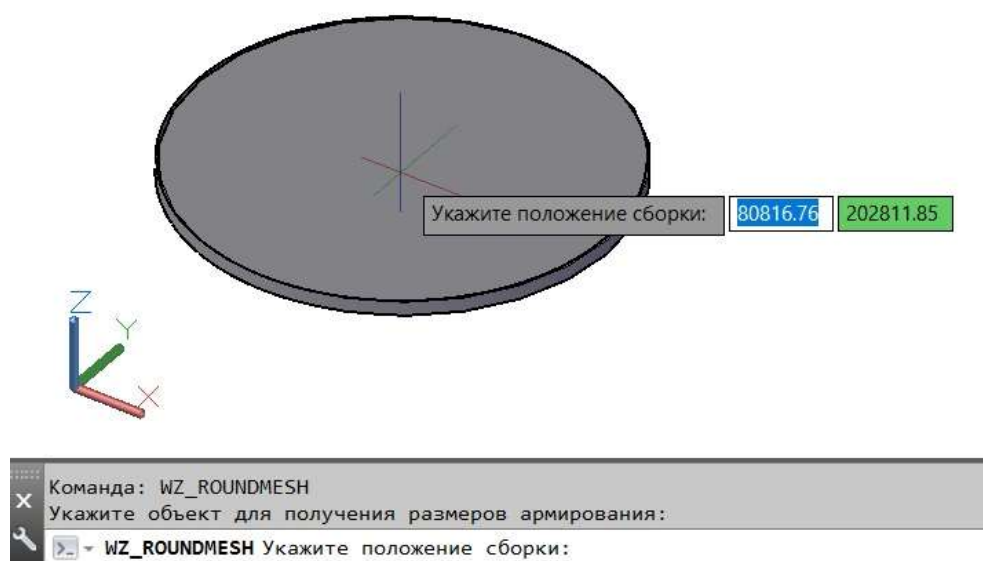 Укажите положение сборки: 80816.76 202811.85
Z
Y
X
Команда: WZ_ROUNDMESH
Укажите объект для получения размеров армирования:
WZ_ROUNDMESH Укажите положение сборки: